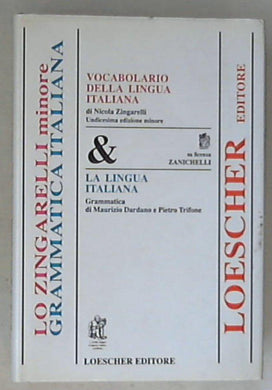 LO ZINGARELLI minore
GRAMMATICA ITALIANA
VOCABOLARIO
DELLA LINGUA
ITALIANA
di Nicola Zingarelli
Undicesima edizione minore
&
su licenza
ZANICHELLI
LA LINGUA
ITALIANA
Grammatica
di Maurizio Dardano e Pietro Trifone
LOESCHER EDITORE
LOESCHER EDITORE